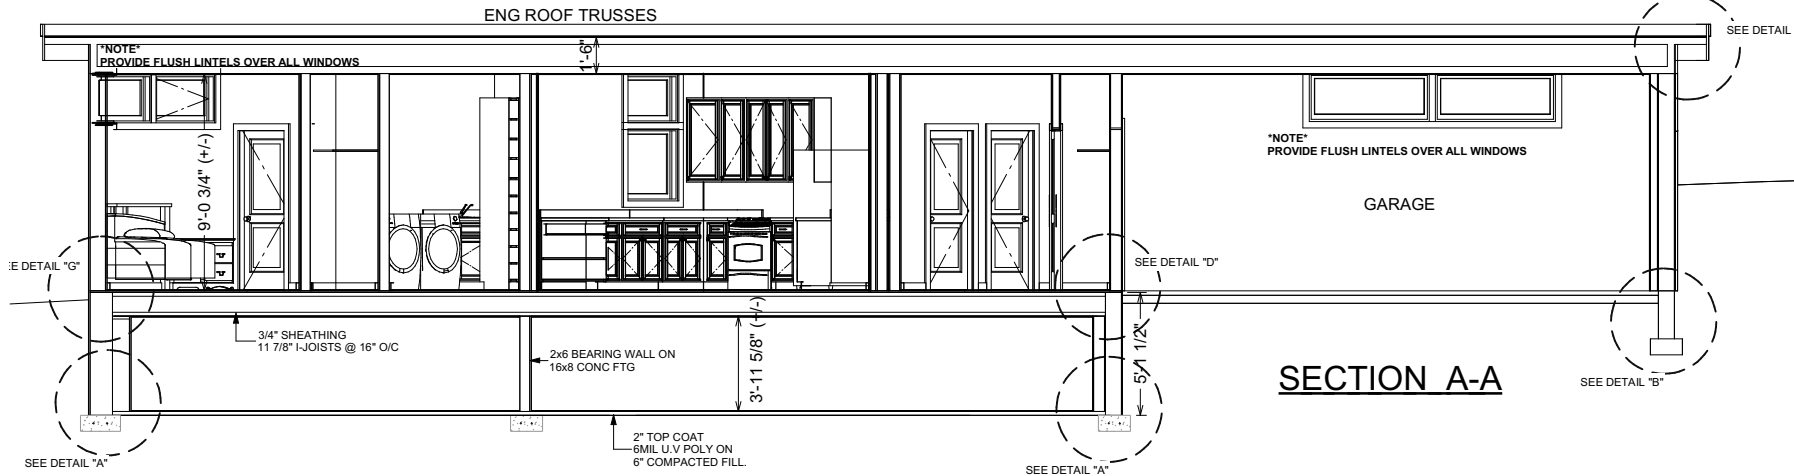 ENG ROOF TRUSSES
SEE DETAIL
*NOTE*
PROVIDE FLUSH LINTELS OVER ALL WINDOWS
1'-6"
9'-0 3/4" (+/-)
*NOTE*
PROVIDE FLUSH LINTELS OVER ALL WINDOWS
GARAGE
SEE DETAIL "G"
SEE DETAIL "D"
3/4" SHEATHING
11 7/8" I-JOISTS @ 16" O/C
2x6 BEARING WALL ON
16x8 CONC FTG
3'-11 5/8" (+/-)
5'-1 1/2"
SECTION A-A
SEE DETAIL "B"
2" TOP COAT
6MIL U.V POLY ON
6" COMPACTED FILL.
SEE DETAIL "A"
SEE DETAIL "A"